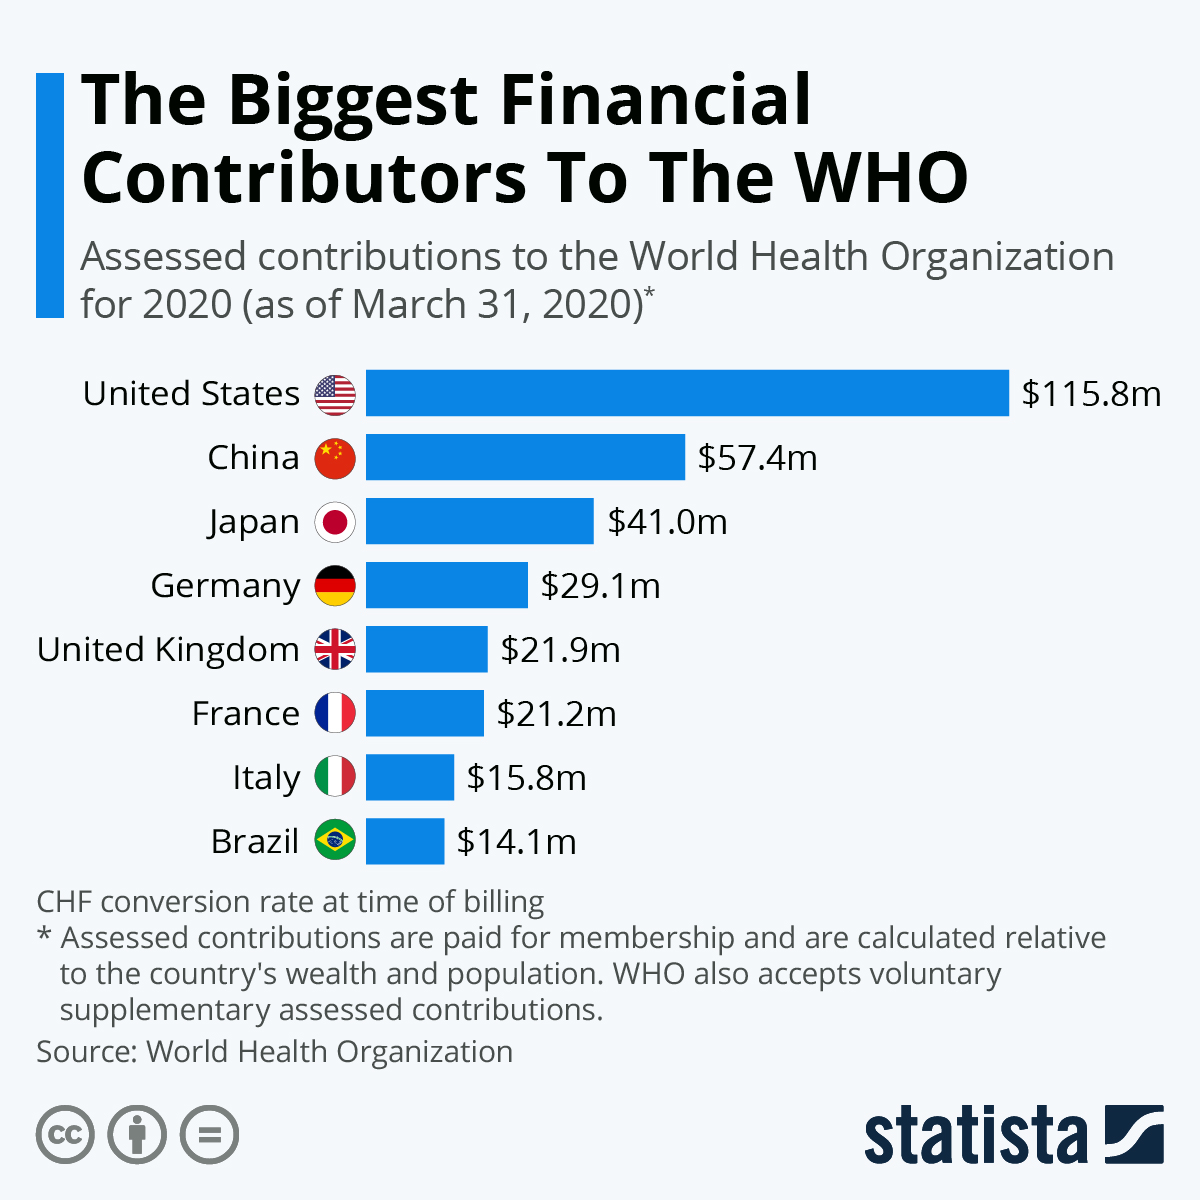 The Biggest Financial
Contributors To The WHO
Assessed contributions to the World Health Organization
for 2020 (as of March 31, 2020)*
United States $115.8m
China $57.4m
Japan $41.0m
Germany $29.1m
United Kingdom $21.9m
France $21.2m
Italy $15.8m
Brazil $14.1m
CHF conversion rate at time of billing
* Assessed contributions are paid for membership and are calculated relative
to the country's wealth and population. WHO also accepts voluntary
supplementary assessed contributions.
Source: World Health Organization
cc =
statista